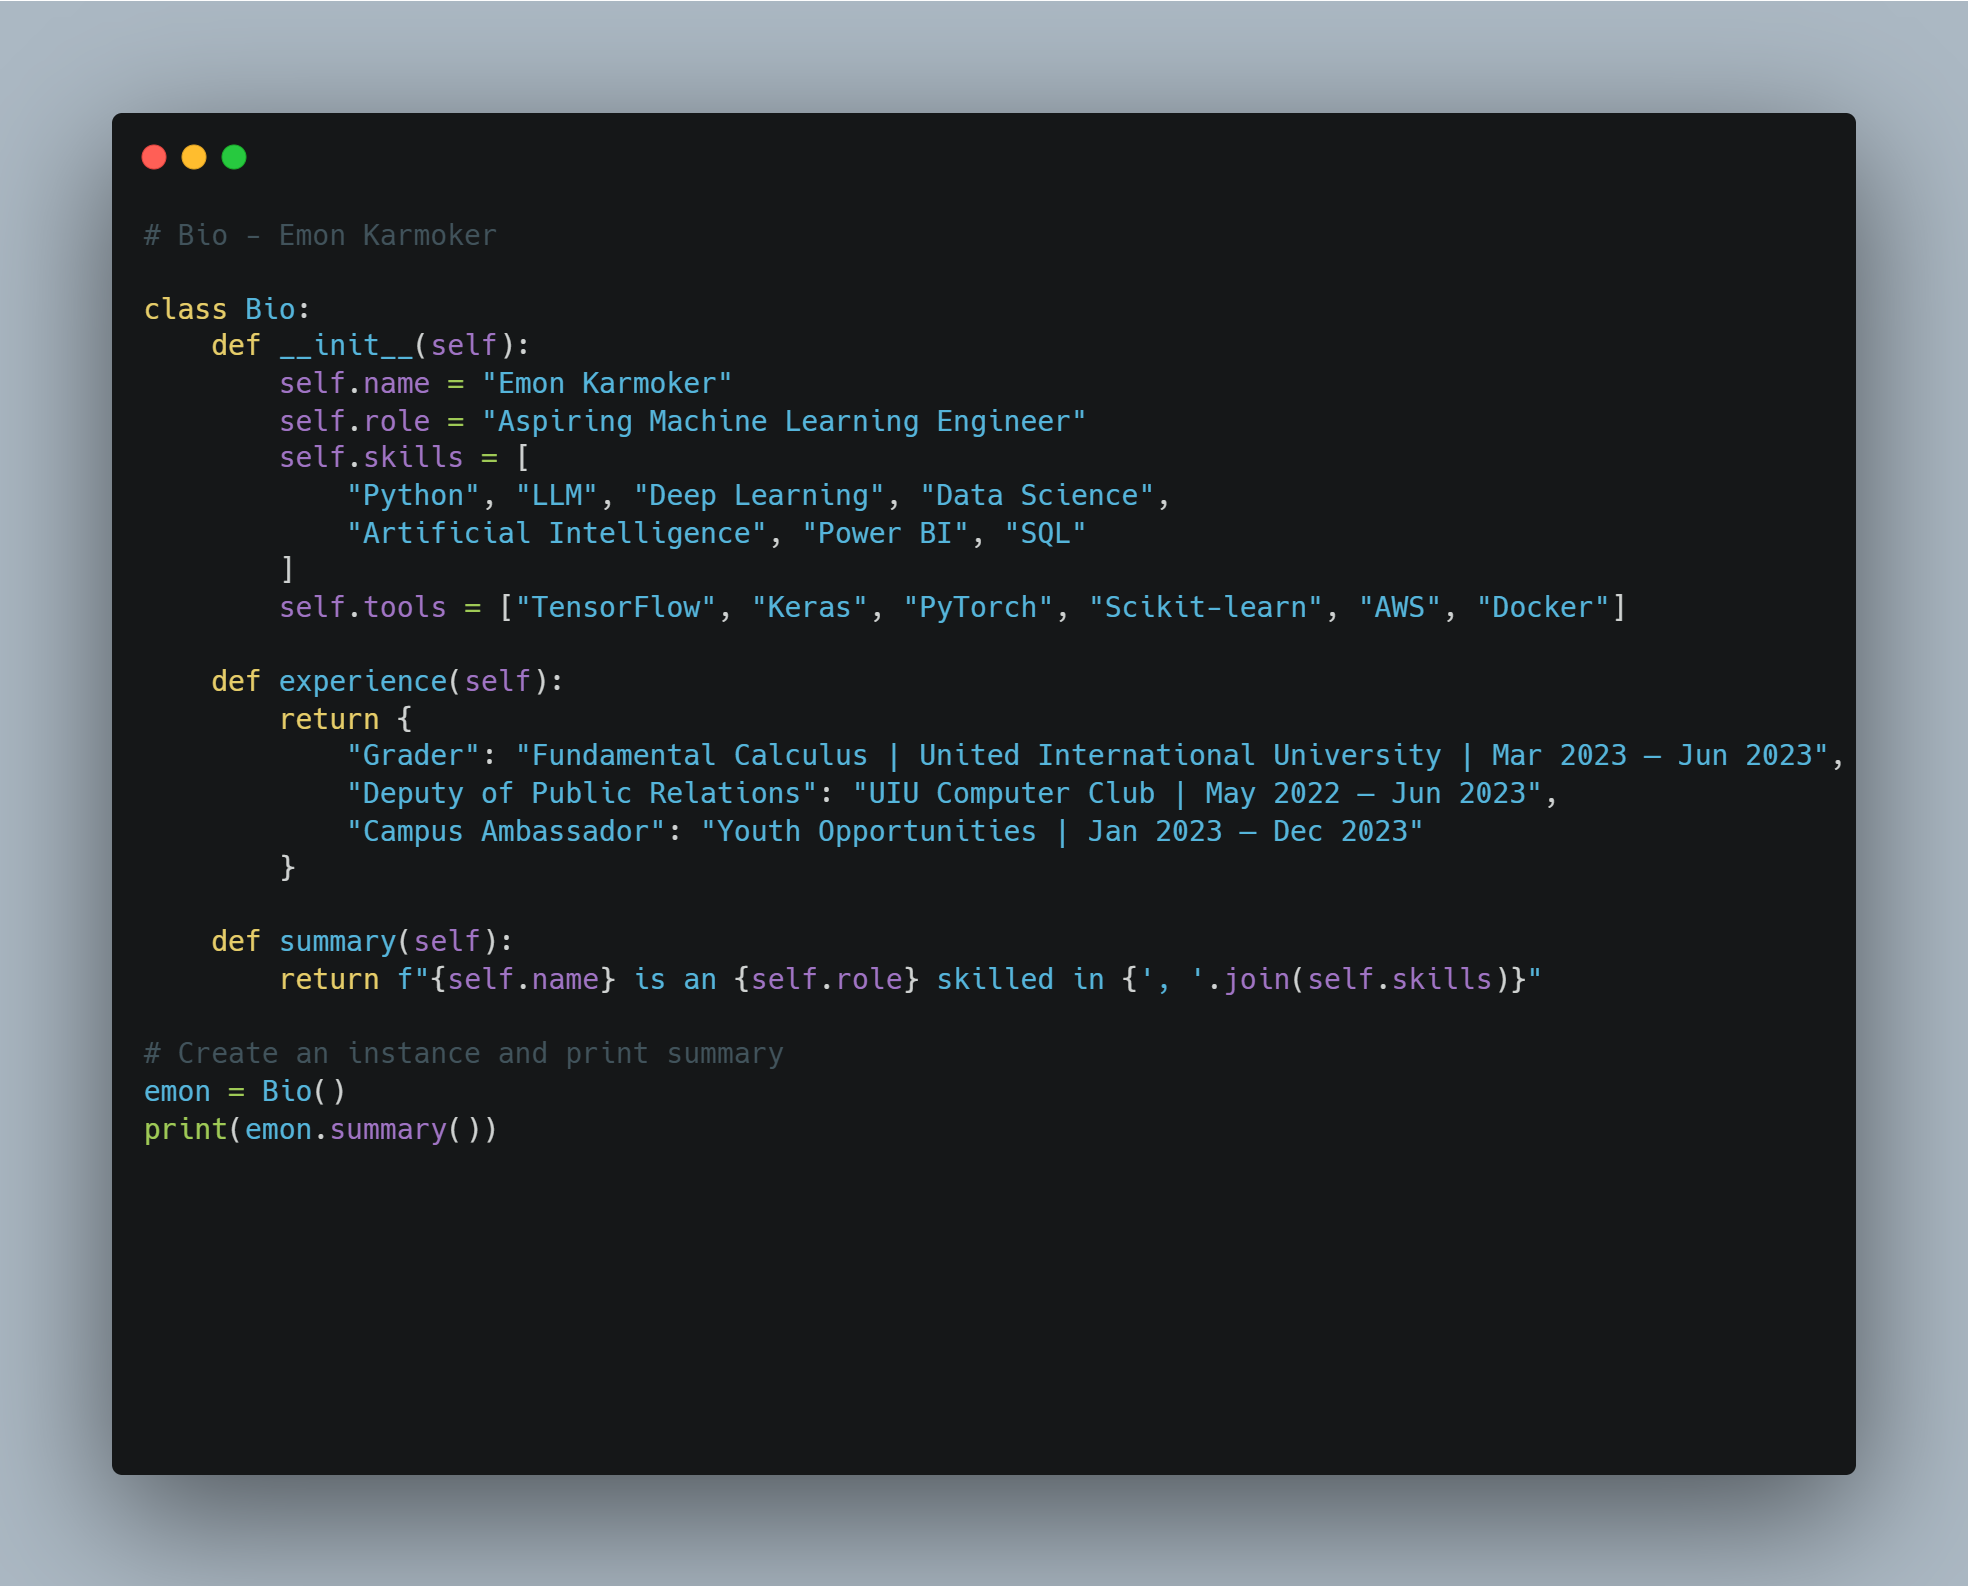 # Bio - Emon Karmoker

class Bio:
    def __init__(self):
        self.name = "Emon Karmoker"
        self.role = "Aspiring Machine Learning Engineer"
        self.skills = [
            "Python", "LLM", "Deep Learning", "Data Science",
            "Artificial Intelligence", "Power BI", "SQL"
        ]
        self.tools = ["TensorFlow", "Keras", "PyTorch", "Scikit-learn", "AWS", "Docker"]

    def experience(self):
        return {
            "Grader": "Fundamental Calculus | United International University | Mar 2023 – Jun 2023",
            "Deputy of Public Relations": "UIU Computer Club | May 2022 – Jun 2023",
            "Campus Ambassador": "Youth Opportunities | Jan 2023 – Dec 2023"
        }

    def summary(self):
        return f"{self.name} is an {self.role} skilled in {', '.join(self.skills)}"

# Create an instance and print summary
emon = Bio()
print(emon.summary())